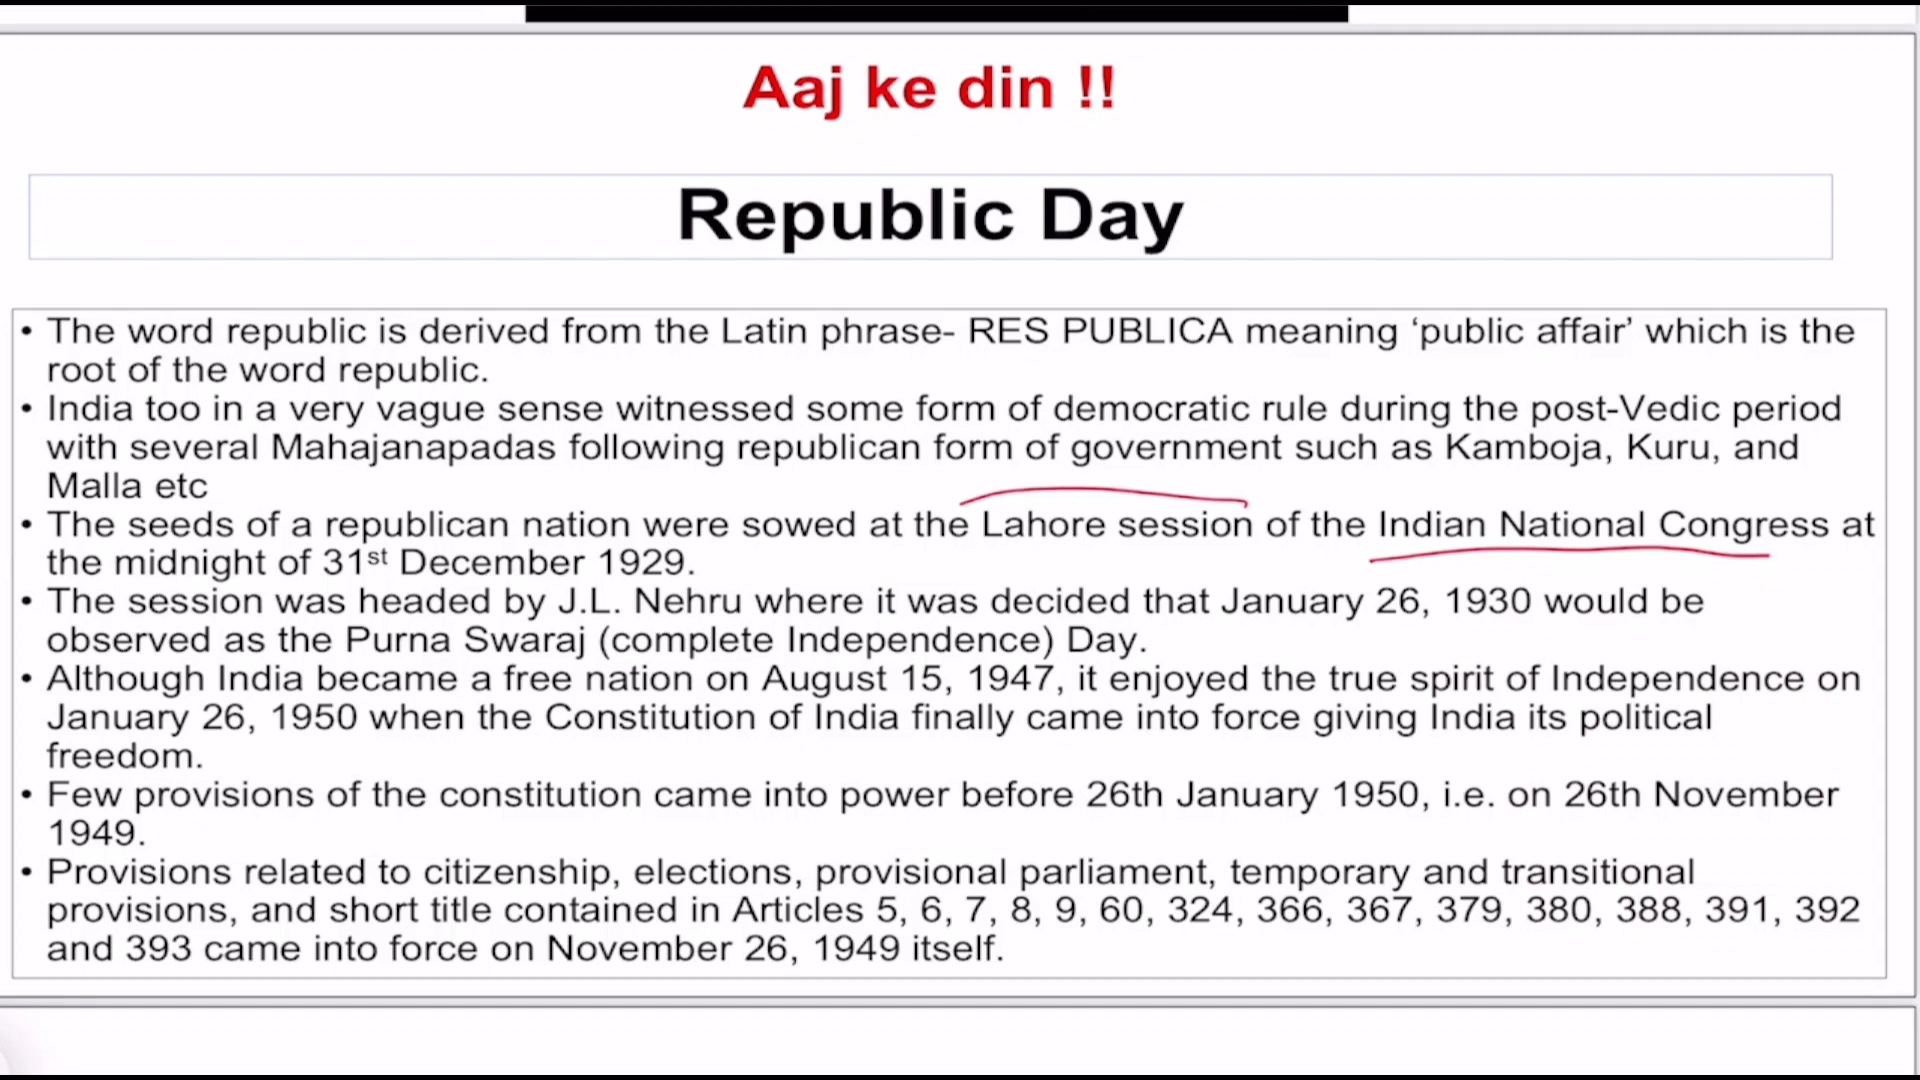 Aaj ke din !!
Republic Day
• The word republic is derived from the Latin phrase- RES PUBLICA meaning ‘public affair’ which is the
root of the word republic.
• India too in a very vague sense witnessed some form of democratic rule during the post-Vedic period
with several Mahajanapadas following republican form of government such as Kamboja, Kuru, and
Malla etc
• The seeds of a republican nation were sowed at the Lahore session of the Indian National Congress at
the midnight of 31st December 1929.
• The session was headed by J.L. Nehru where it was decided that January 26, 1930 would be
observed as the Purna Swaraj (complete Independence) Day.
• Although India became a free nation on August 15, 1947, it enjoyed the true spirit of Independence on
January 26, 1950 when the Constitution of India finally came into force giving India its political
freedom.
• Few provisions of the constitution came into power before 26th January 1950, i.e. on 26th November
1949.
• Provisions related to citizenship, elections, provisional parliament, temporary and transitional
provisions, and short title contained in Articles 5, 6, 7, 8, 9, 60, 324, 366, 367, 379, 380, 388, 391, 392
and 393 came into force on November 26, 1949 itself.